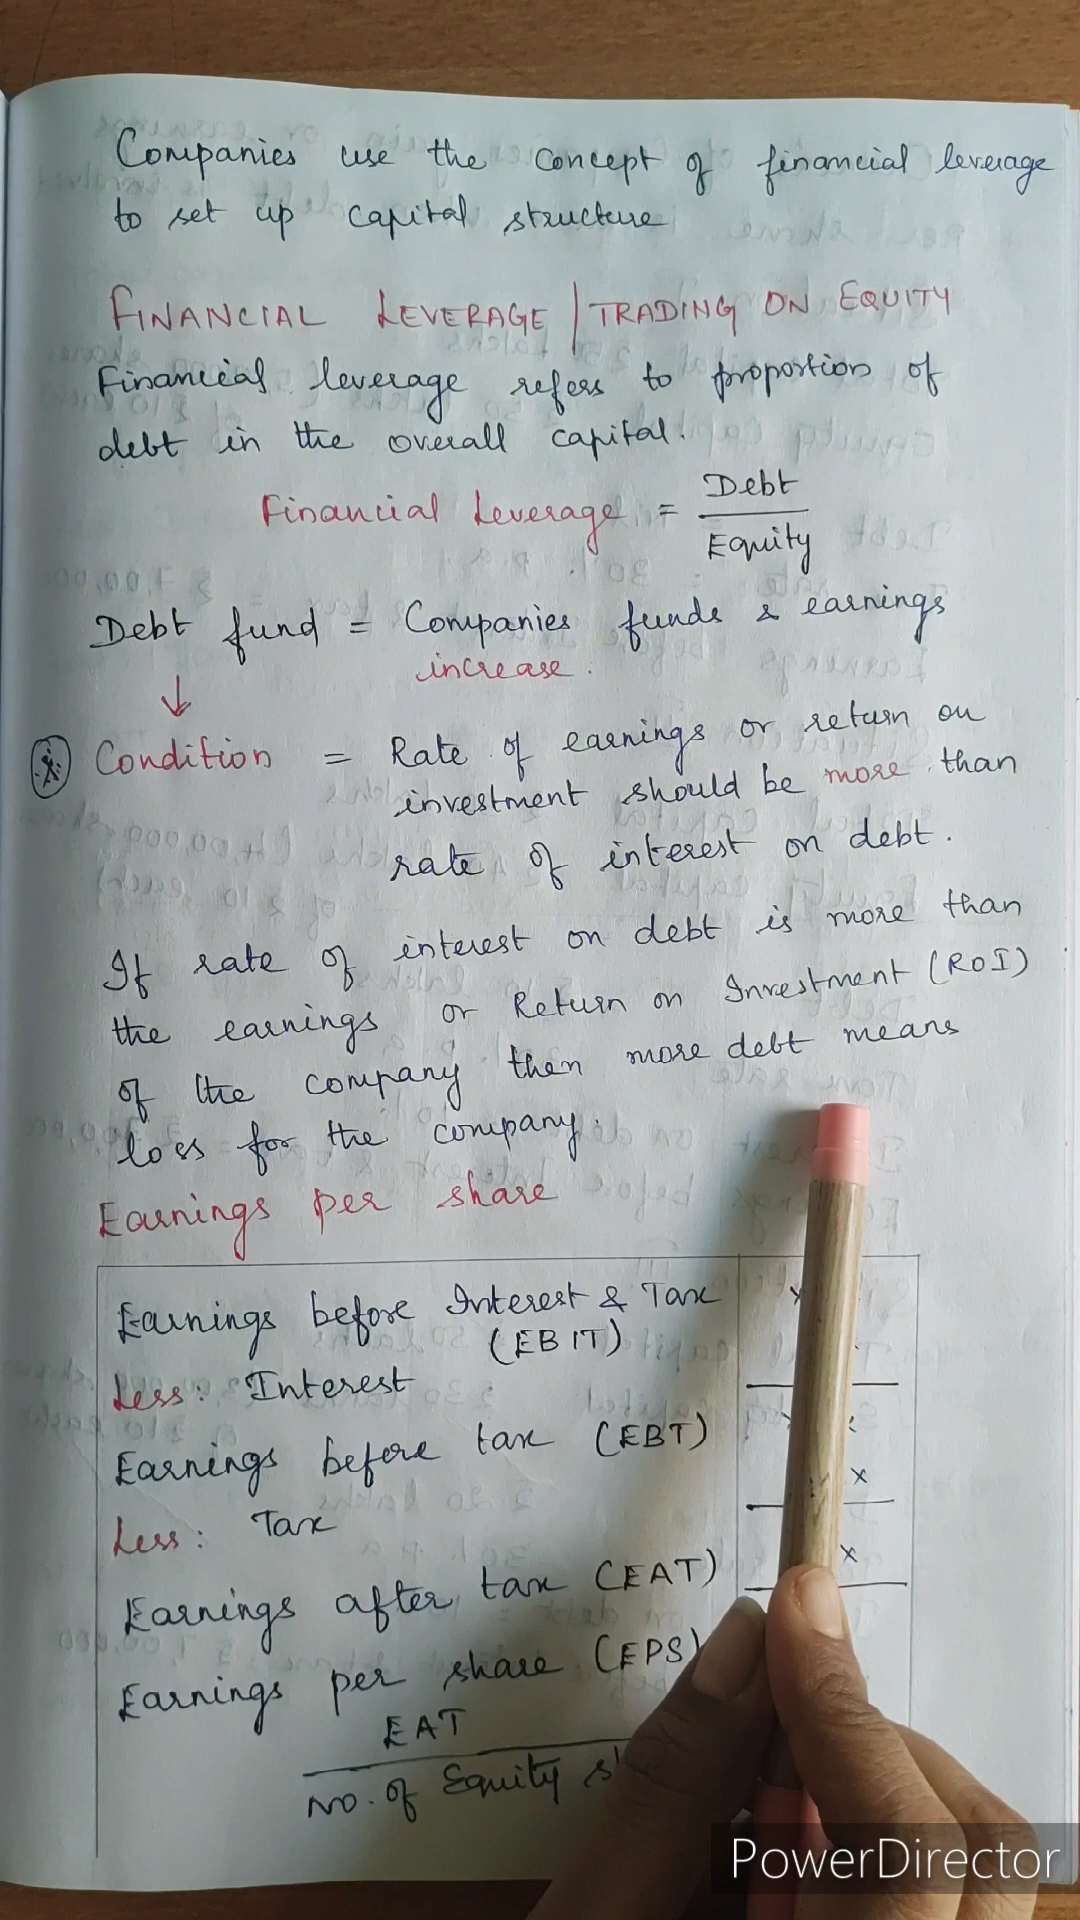 Companies use the concept of financial leverage
to set up capital structure
FINANCIAL LEVERAGE | TRADING ON EQUITY
Financial leverage refers to proportion of
debt in the overall capital.
Financial Leverage = Debt
Equity
Debt fund = Companies funds & earnings
increase.
Condition = Rate of earnings or return on
investment should be more than
rate of interest on debt.
If rate of interest on debt is more than
the earnings or Return on Investment (ROI)
of the company then more debt means
loss for the company.
Earnings per share
Earnings before Interest & Tax x
(EBIT)
Less: Interest
Earnings before tax (EBT)
x
Less: Tax
x
Earnings after tax (EAT)
Earnings per share (EPS)
EAT
No. of Equity
PowerDirector